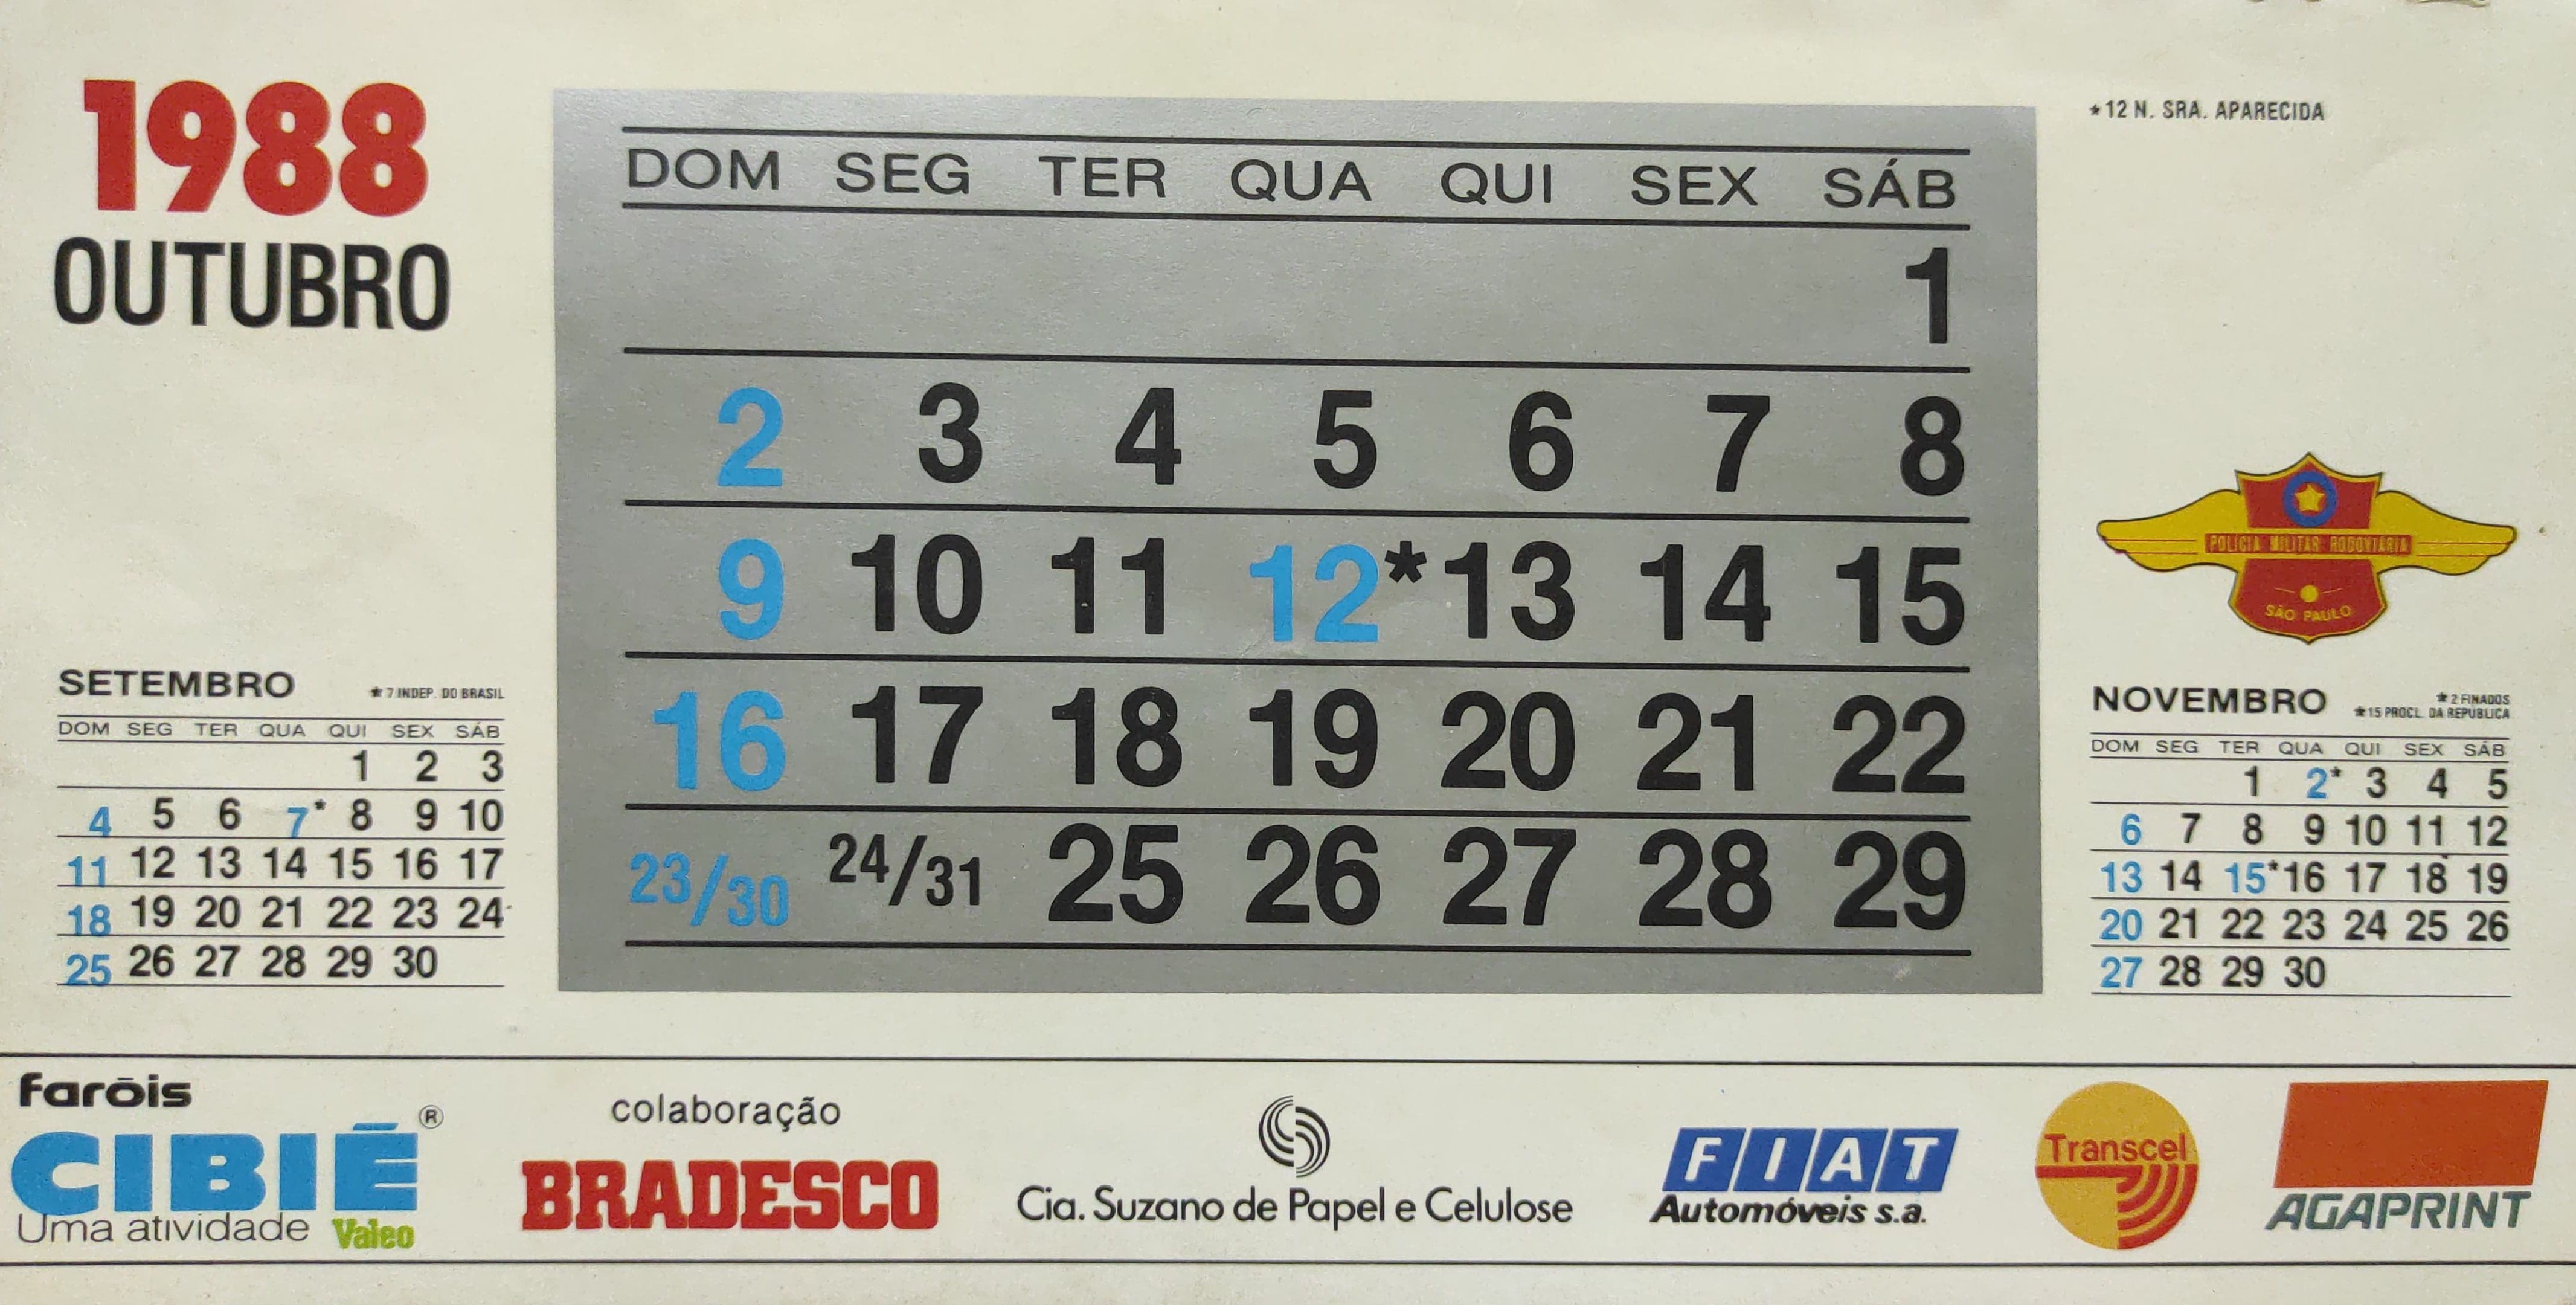 1988
OUTUBRO
DOM SEG TER QUA QUI SEX SÁB
1
2 3 4 5 6 7 8
9 10 11 12* 13 14 15
16 17 18 19 20 21 22
23/30 24/31 25 26 27 28 29
*12 N. SRA. APARECIDA
POLÍCIA MILITAR RODOVIÁRIA
SÃO PAULO
SETEMBRO
*7 INDEP. DO BRASIL
DOM SEG TER QUA QUI SEX SÁB
1 2 3
4 5 6 7* 8 9 10
11 12 13 14 15 16 17
18 19 20 21 22 23 24
25 26 27 28 29 30
NOVEMBRO
*2 FINADOS
*15 PROCL. DA REPÚBLICA
DOM SEG TER QUA QUI SEX SÁB
1 2* 3 4 5
6 7 8 9 10 11 12
13 14 15* 16 17 18 19
20 21 22 23 24 25 26
27 28 29 30
faróis
CIBIÉ®
Uma atividade Valeo
colaboração
BRADESCO
Cia. Suzano de Papel e Celulose
FIAT
Automóveis s.a.
Transcel
AGAPRINT